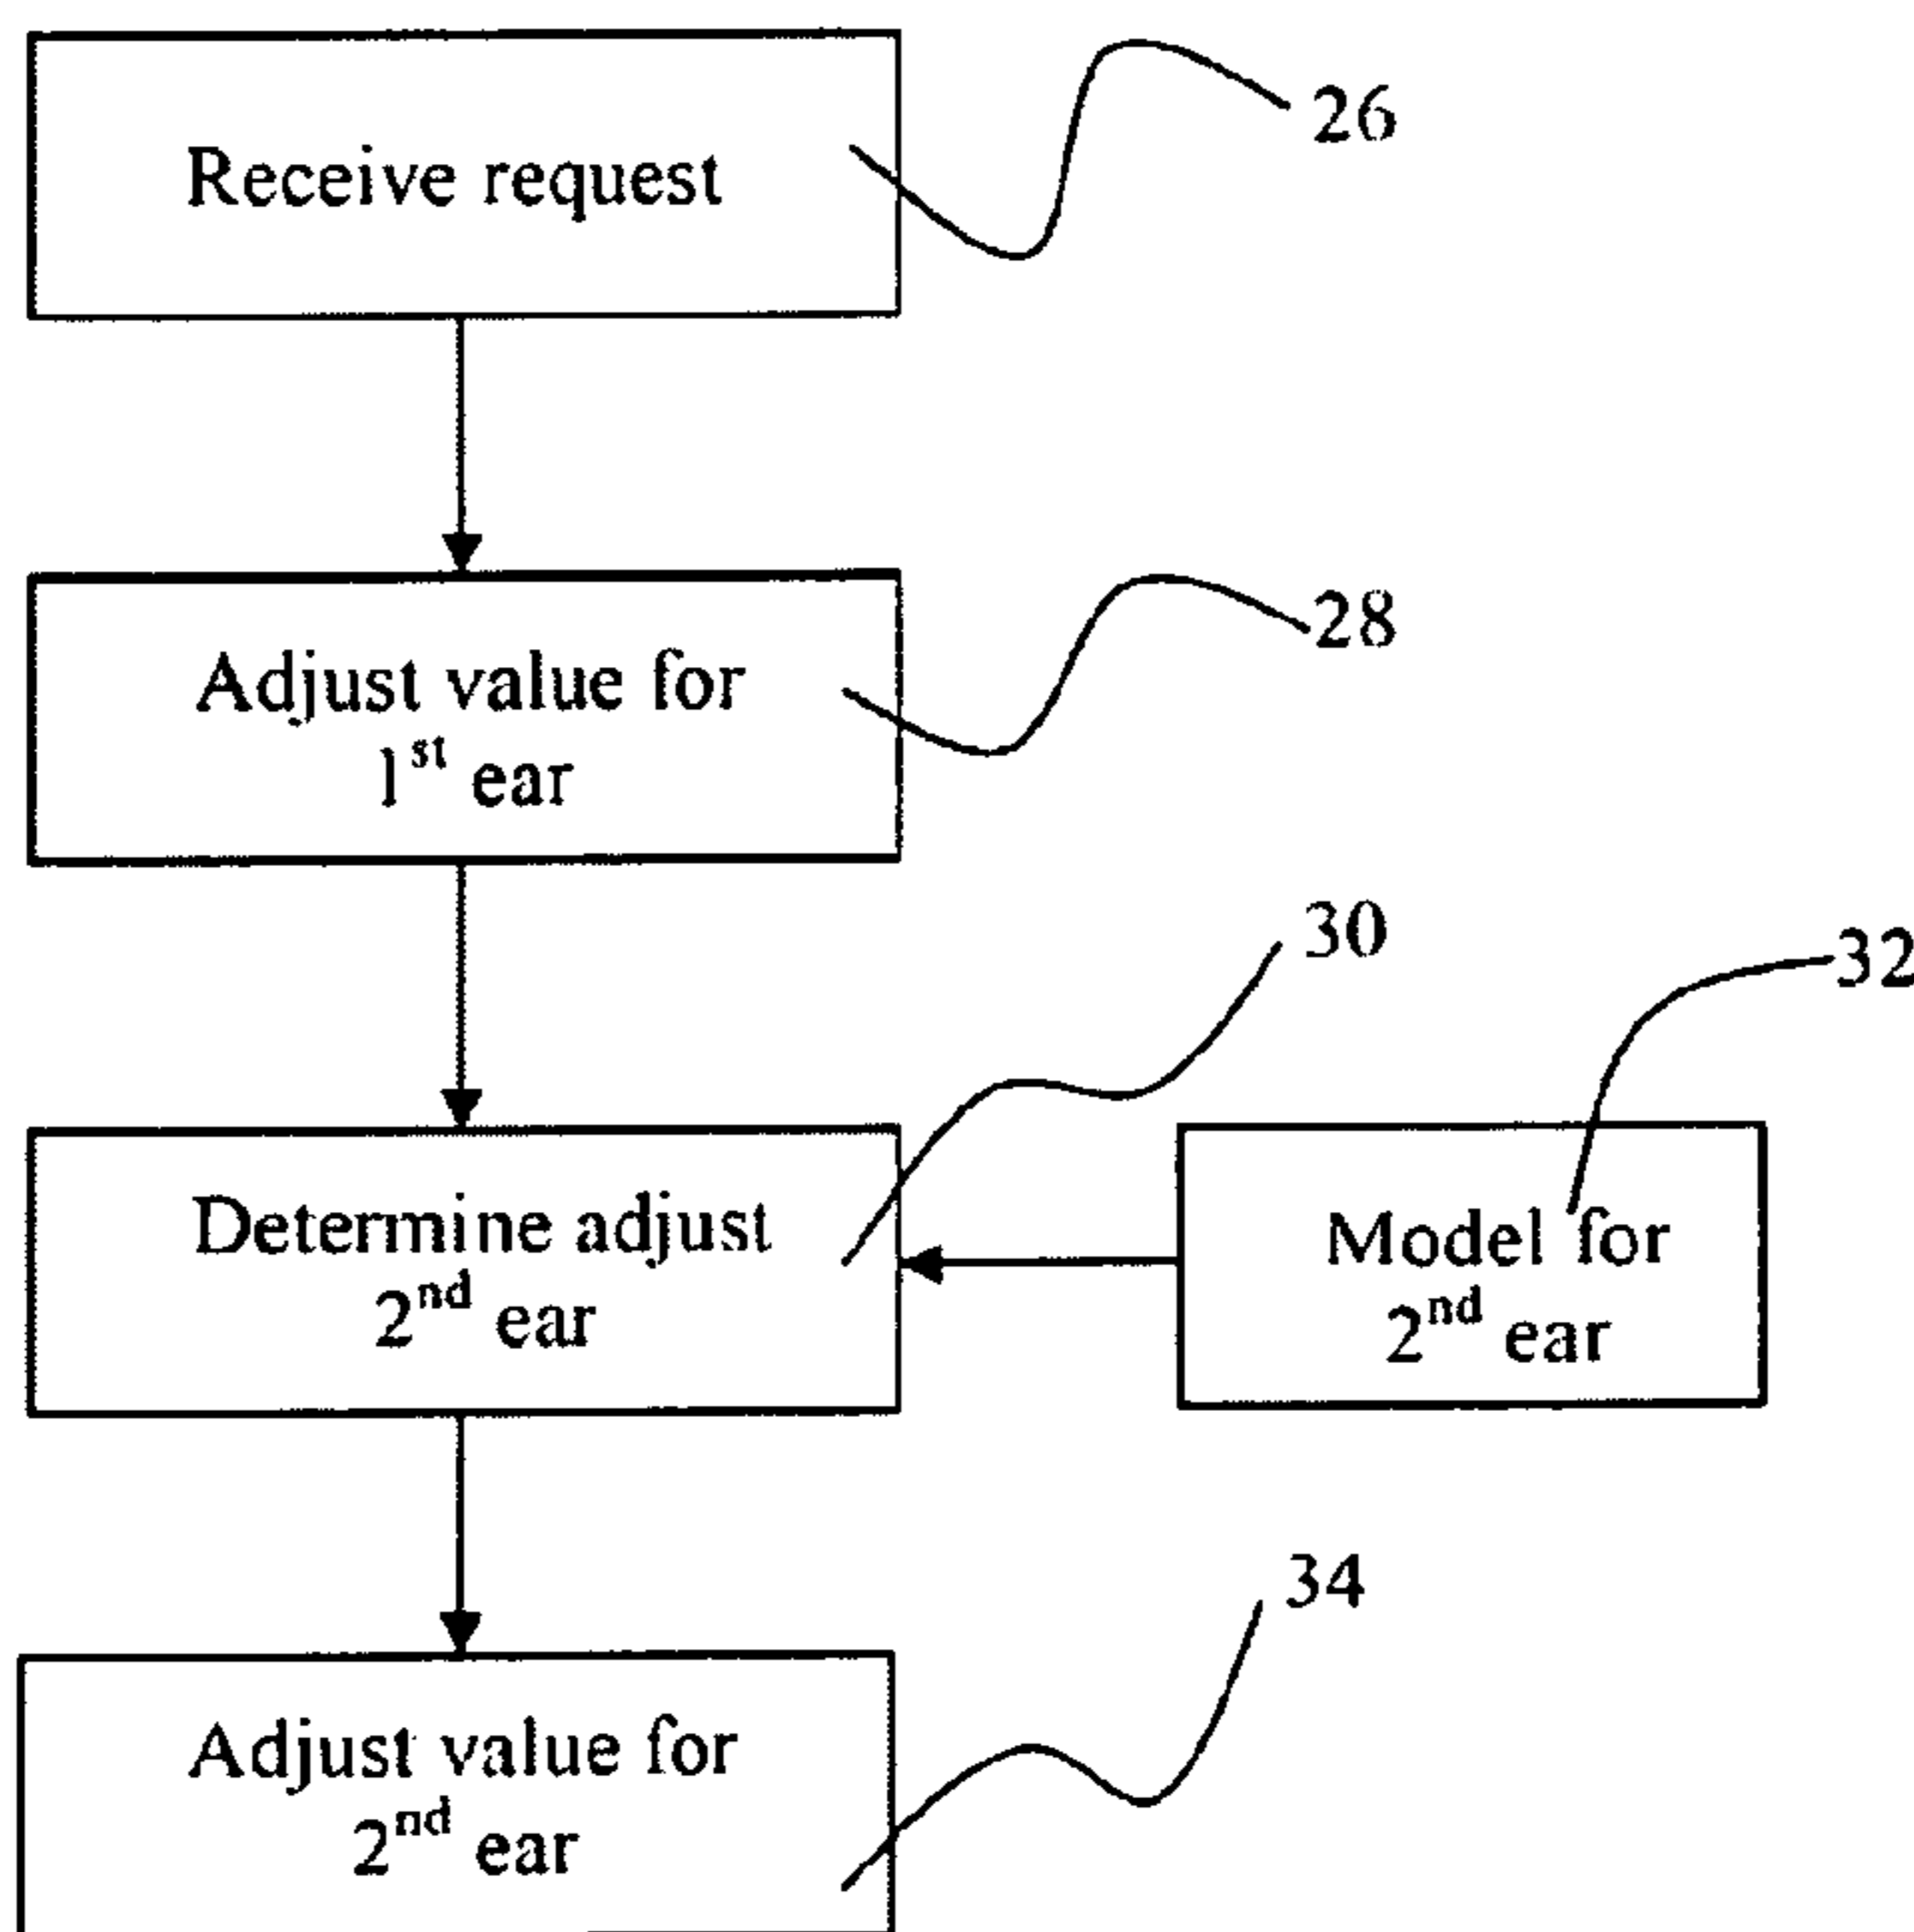 Receive request
26
Adjust value for
1st ear
28
30
32
Determine adjust
2nd ear
Model for
2nd ear
34
Adjust value for
2nd ear